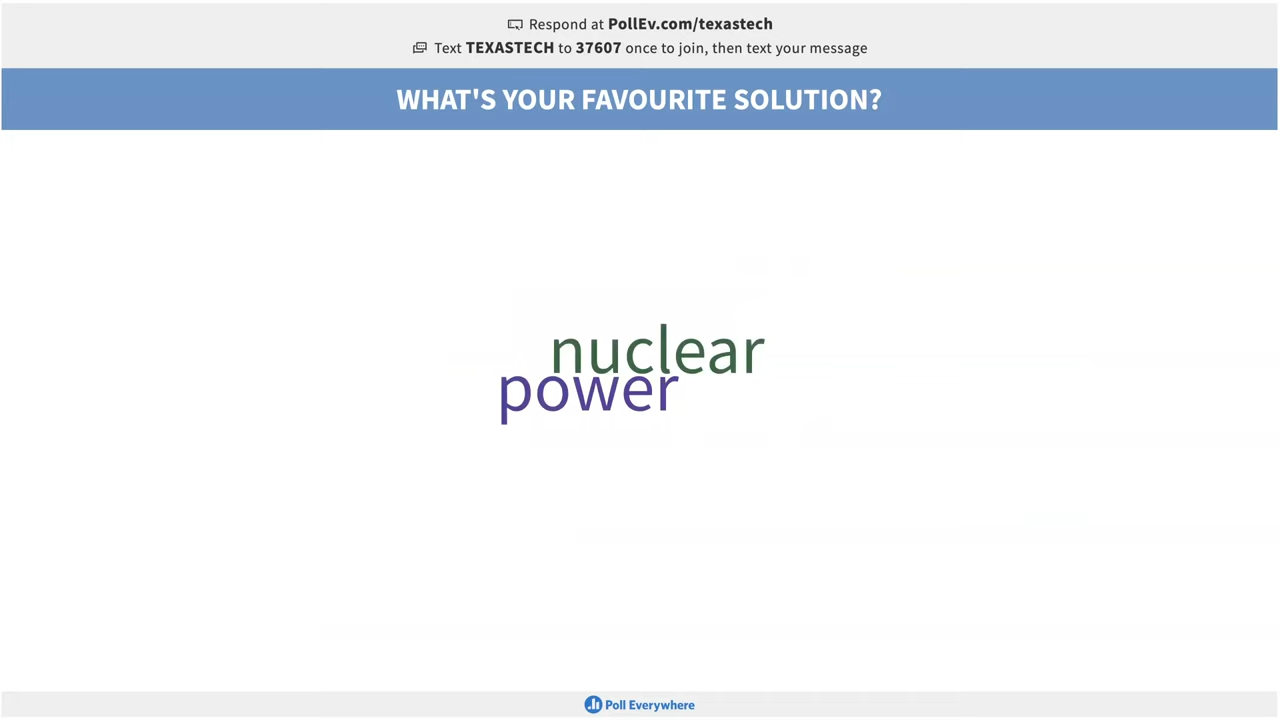 Respond at PollEv.com/texastech
Text TEXASTECH to 37607 once to join, then text your message
WHAT'S YOUR FAVOURITE SOLUTION?
nuclear
power
Poll Everywhere